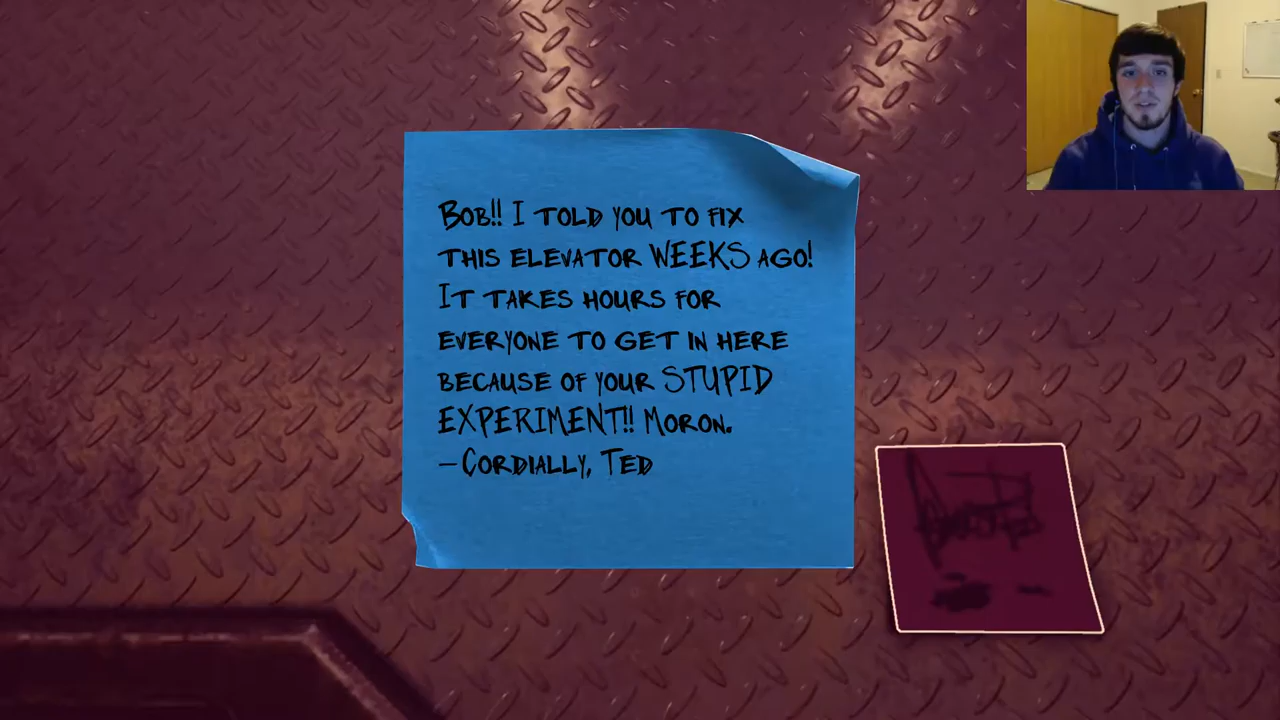 Bob!! I told you to fix
this elevator WEEKS ago!
It takes hours for
everyone to get in here
because of your STUPID
EXPERIMENT!! Moron.
—Cordially, Ted